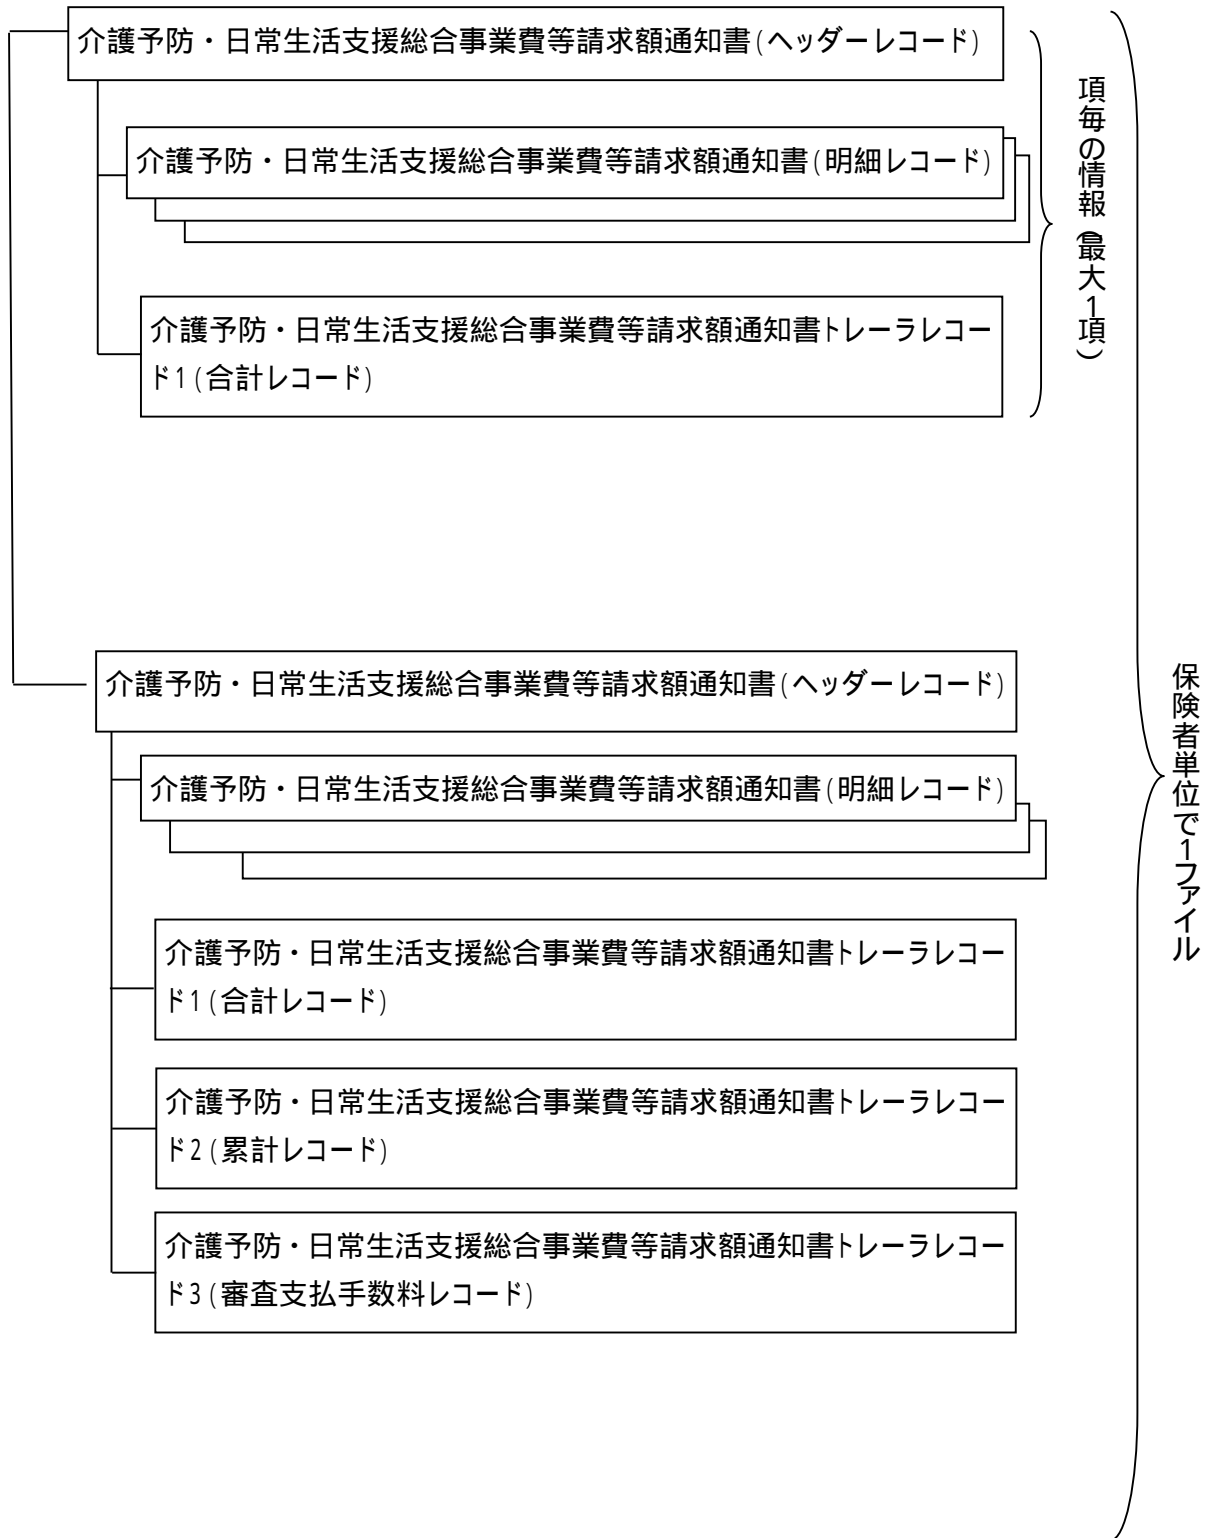 介護予防・日常生活支援総合事業費等請求額通知書(ヘッダーレコード)
介護予防・日常生活支援総合事業費等請求額通知書(明細レコード)
介護予防・日常生活支援総合事業費等請求額通知書トレーラレコー
ド1(合計レコード)
項毎の情報(最大1項)
介護予防・日常生活支援総合事業費等請求額通知書(ヘッダーレコード)
介護予防・日常生活支援総合事業費等請求額通知書(明細レコード)
介護予防・日常生活支援総合事業費等請求額通知書トレーラレコー
ド1(合計レコード)
介護予防・日常生活支援総合事業費等請求額通知書トレーラレコー
ド2(累計レコード)
介護予防・日常生活支援総合事業費等請求額通知書トレーラレコー
ド3(審査支払手数料レコード)
保険者単位で1ファイル